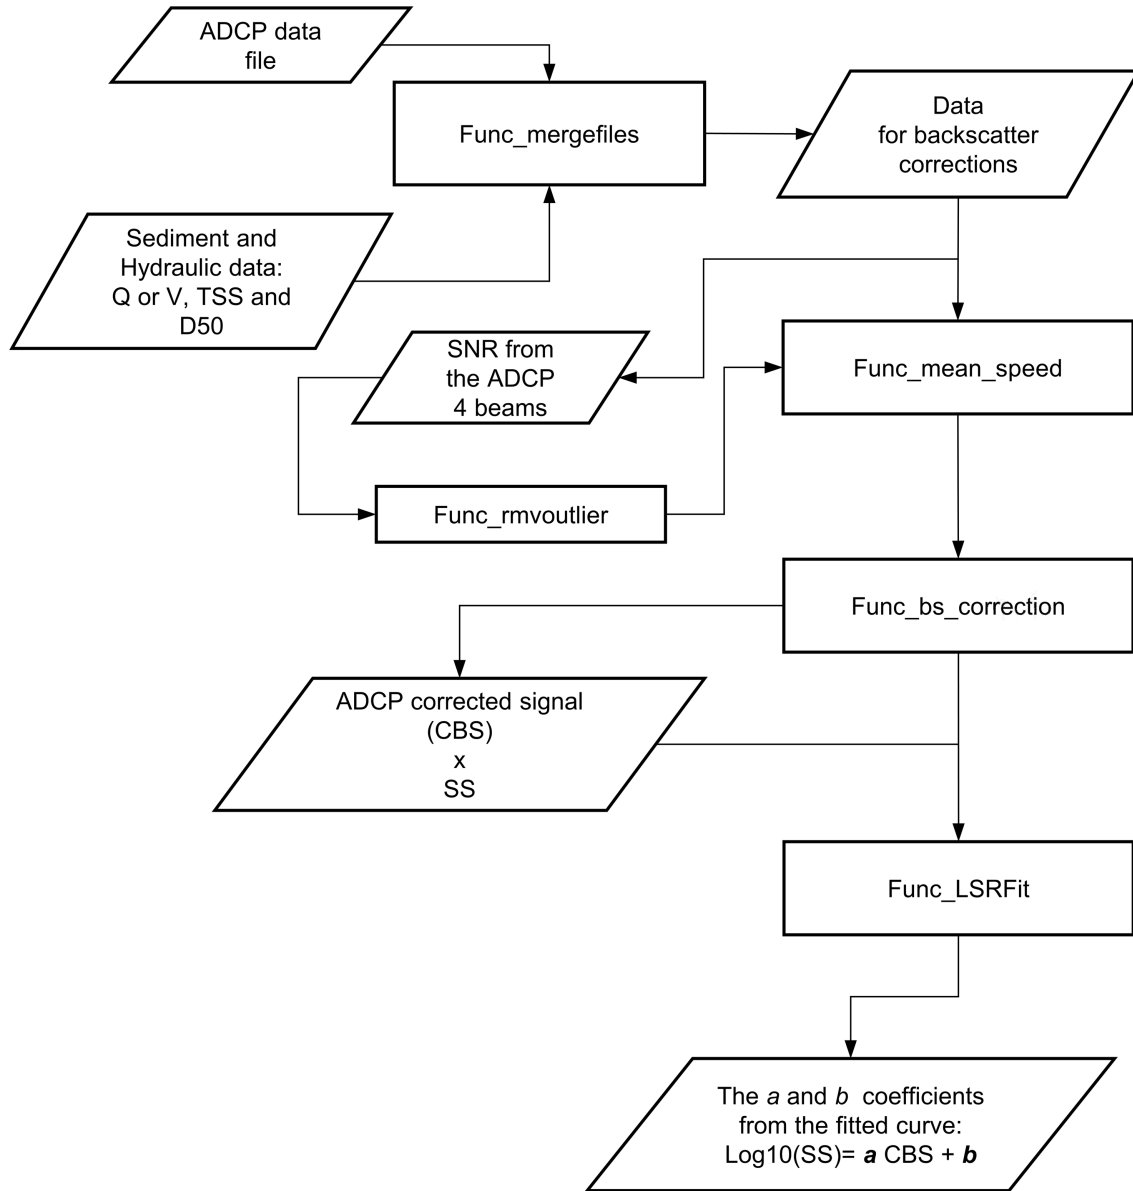 ADCP data
file
Func_mergefiles
Data
for backscatter
corrections
Sediment and
Hydraulic data:
Q or V, TSS and
D50
SNR from
the ADCP
4 beams
Func_mean_speed
Func_rmvoutlier
Func_bs_correction
ADCP corrected signal
(CBS)
x
SS
Func_LSRFit
The a and b coefficients
from the fitted curve:
Log10(SS)= a CBS + b